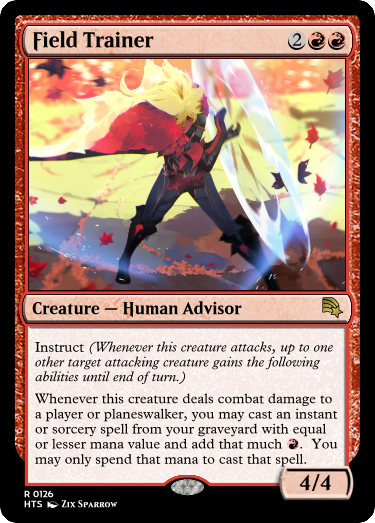 Field Trainer 2
Creature — Human Advisor
Instruct (Whenever this creature attacks, up to one
other target attacking creature gains the following
abilities until end of turn.)
Whenever this creature deals combat damage to
a player or planeswalker, you may cast an instant
or sorcery spell from your graveyard with equal
or lesser mana value and add that much . You
may only spend that mana to cast that spell.
4/4
R 0126
HTS Zix Sparrow